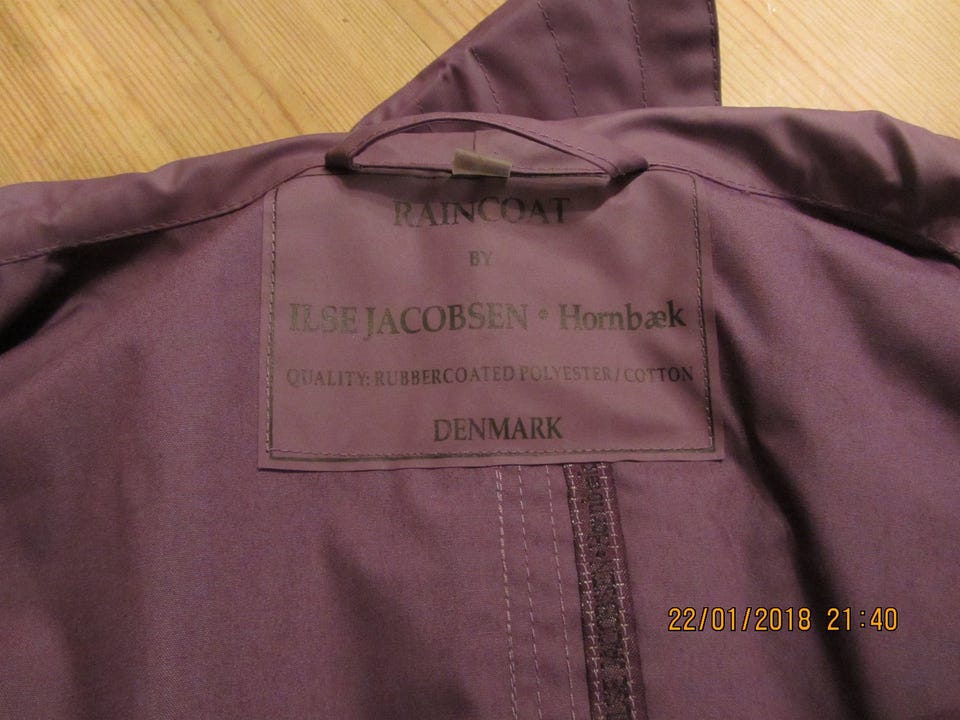 RAINCOAT
BY
ILSE JACOBSEN • Hornbæk
QUALITY: RUBBERCOATED POLYESTER / COTTON
DENMARK
22/01/2018 21:40